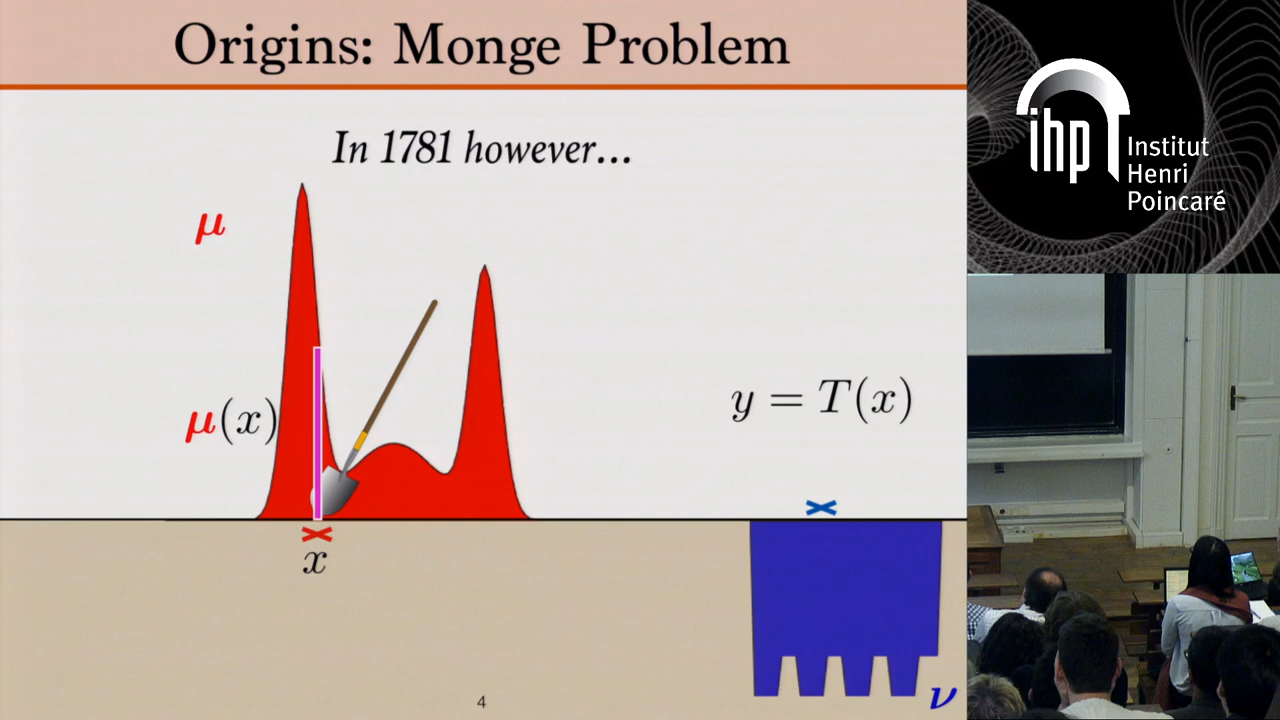 Origins: Monge Problem
In 1781 however...
μ
μ(x)
y = T(x)
x
ν
4
ihp Institut
Henri
Poincaré